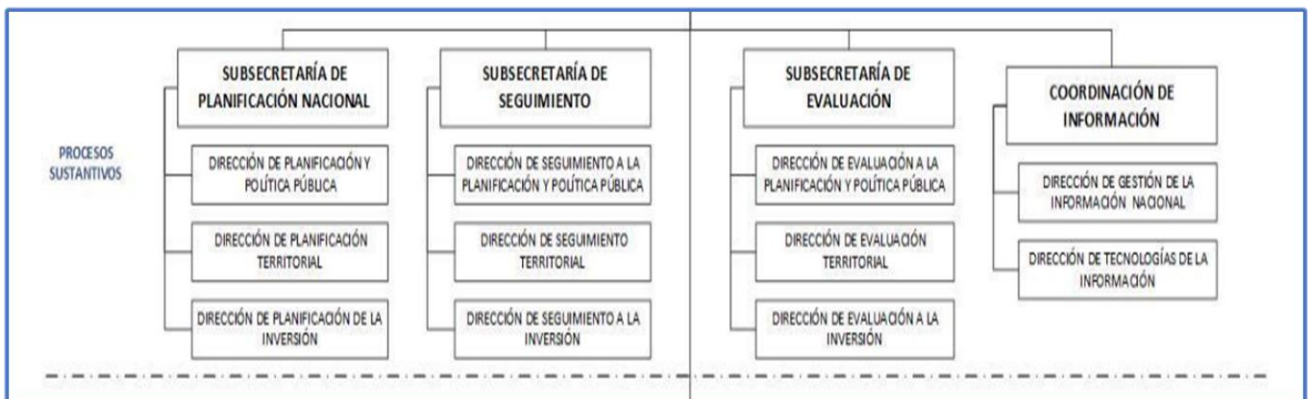 PROCESOS
SUSTANTIVOS
SUBSECRETARÍA DE
PLANIFICACIÓN NACIONAL
DIRECCIÓN DE PLANIFICACIÓN Y
POLÍTICA PÚBLICA
DIRECCIÓN DE PLANIFICACIÓN
TERRITORIAL
DIRECCIÓN DE PLANIFICACIÓN DE LA
INVERSIÓN
SUBSECRETARÍA DE
SEGUIMIENTO
DIRECCIÓN DE SEGUIMIENTO A LA
PLANIFICACIÓN Y POLÍTICA PÚBLICA
DIRECCIÓN DE SEGUIMIENTO
TERRITORIAL
DIRECCIÓN DE SEGUIMIENTO A LA
INVERSIÓN
SUBSECRETARÍA DE
EVALUACIÓN
DIRECCIÓN DE EVALUACIÓN A LA
PLANIFICACIÓN Y POLÍTICA PÚBLICA
DIRECCIÓN DE EVALUACIÓN
TERRITORIAL
DIRECCIÓN DE EVALUACIÓN A LA
INVERSIÓN
COORDINACIÓN DE
INFORMACIÓN
DIRECCIÓN DE GESTIÓN DE LA
INFORMACIÓN NACIONAL
DIRECCIÓN DE TECNOLOGÍAS DE LA
INFORMACIÓN